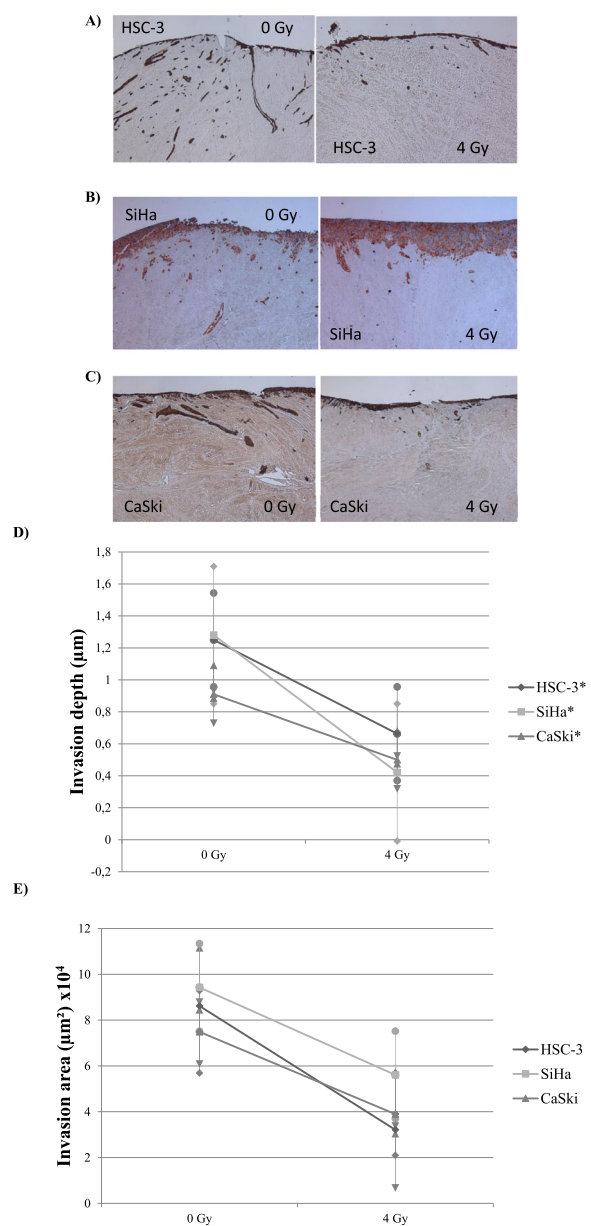 A)
HSC-3 0 Gy
HSC-3 4 Gy
B)
SiHa 0 Gy
SiHa 4 Gy
C)
CaSki 0 Gy
CaSki 4 Gy
D)
Invasion depth (μm)
1,8
1,6
1,4
1,2
1
0,8
0,6
0,4
0,2
0
-0,2
0 Gy 4 Gy
HSC-3*
SiHa*
CaSki*
E)
Invasion area (μm²) x10⁴
12
10
8
6
4
2
0
0 Gy 4 Gy
HSC-3
SiHa
CaSki